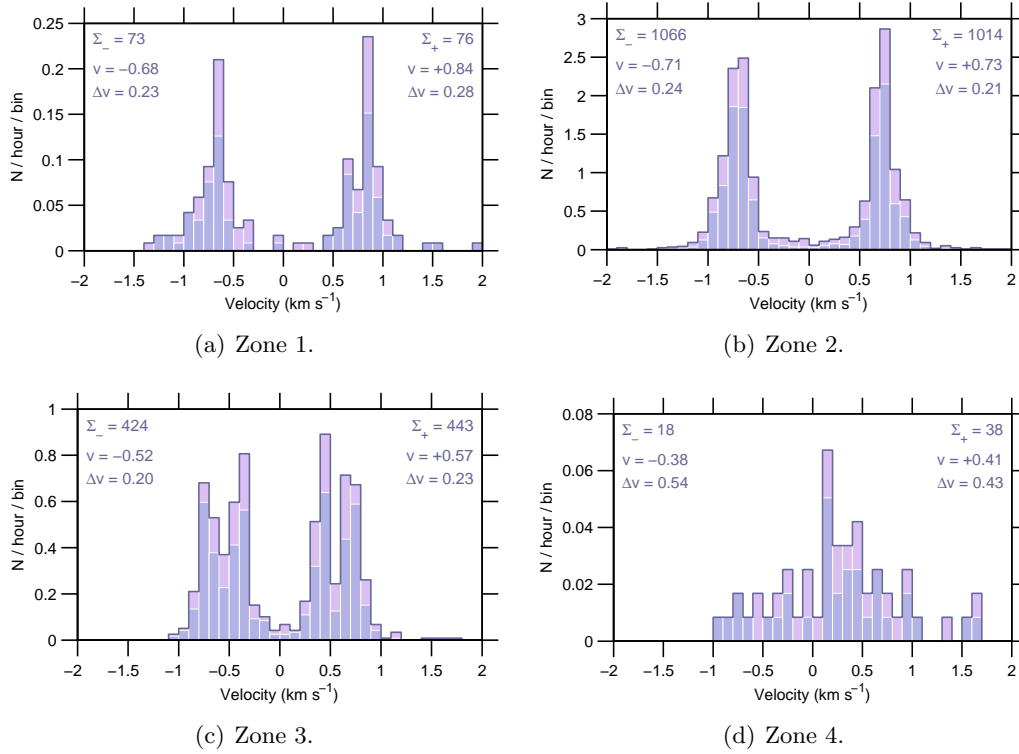 0.25
0.2
0.15
0.1
0.05
0
N / hour / bin
Σ− = 73
v = −0.68
Δv = 0.23
Σ+ = 76
v = +0.84
Δv = 0.28
−2 −1.5 −1 −0.5 0 0.5 1 1.5 2
Velocity (km s−1)
(a) Zone 1.
3
2.5
2
1.5
1
0.5
0
N / hour / bin
Σ− = 1066
v = −0.71
Δv = 0.24
Σ+ = 1014
v = +0.73
Δv = 0.21
−2 −1.5 −1 −0.5 0 0.5 1 1.5 2
Velocity (km s−1)
(b) Zone 2.
1
0.8
0.6
0.4
0.2
0
N / hour / bin
Σ− = 424
v = −0.52
Δv = 0.20
Σ+ = 443
v = +0.57
Δv = 0.23
−2 −1.5 −1 −0.5 0 0.5 1 1.5 2
Velocity (km s−1)
(c) Zone 3.
0.08
0.06
0.04
0.02
0
N / hour / bin
Σ− = 18
v = −0.38
Δv = 0.54
Σ+ = 38
v = +0.41
Δv = 0.43
−2 −1.5 −1 −0.5 0 0.5 1 1.5 2
Velocity (km s−1)
(d) Zone 4.